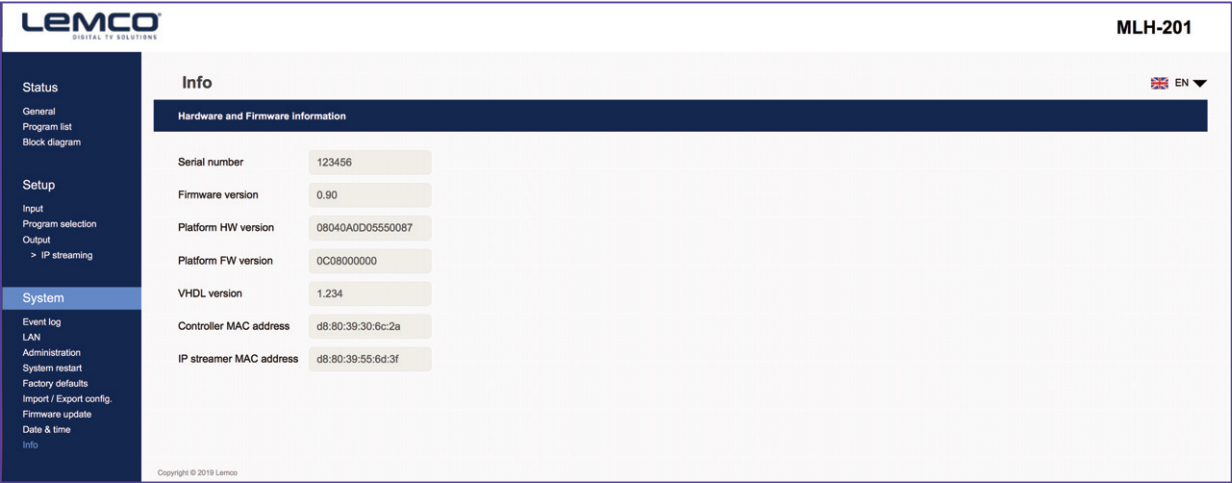 LEMCO
DIGITAL TV SOLUTIONS
MLH-201
Status
General
Program list
Block diagram
Setup
Input
Program selection
Output
> IP streaming
System
Event log
LAN
Administration
System restart
Factory defaults
Import / Export config.
Firmware update
Date & time
Info
Info
EN
Hardware and Firmware information
Serial number 123456
Firmware version 0.90
Platform HW version 08040A0D05550087
Platform FW version 0C08000000
VHDL version 1.234
Controller MAC address d8:80:39:30:6c:2a
IP streamer MAC address d8:80:39:55:6d:3f
Copyright © 2019 Lemco